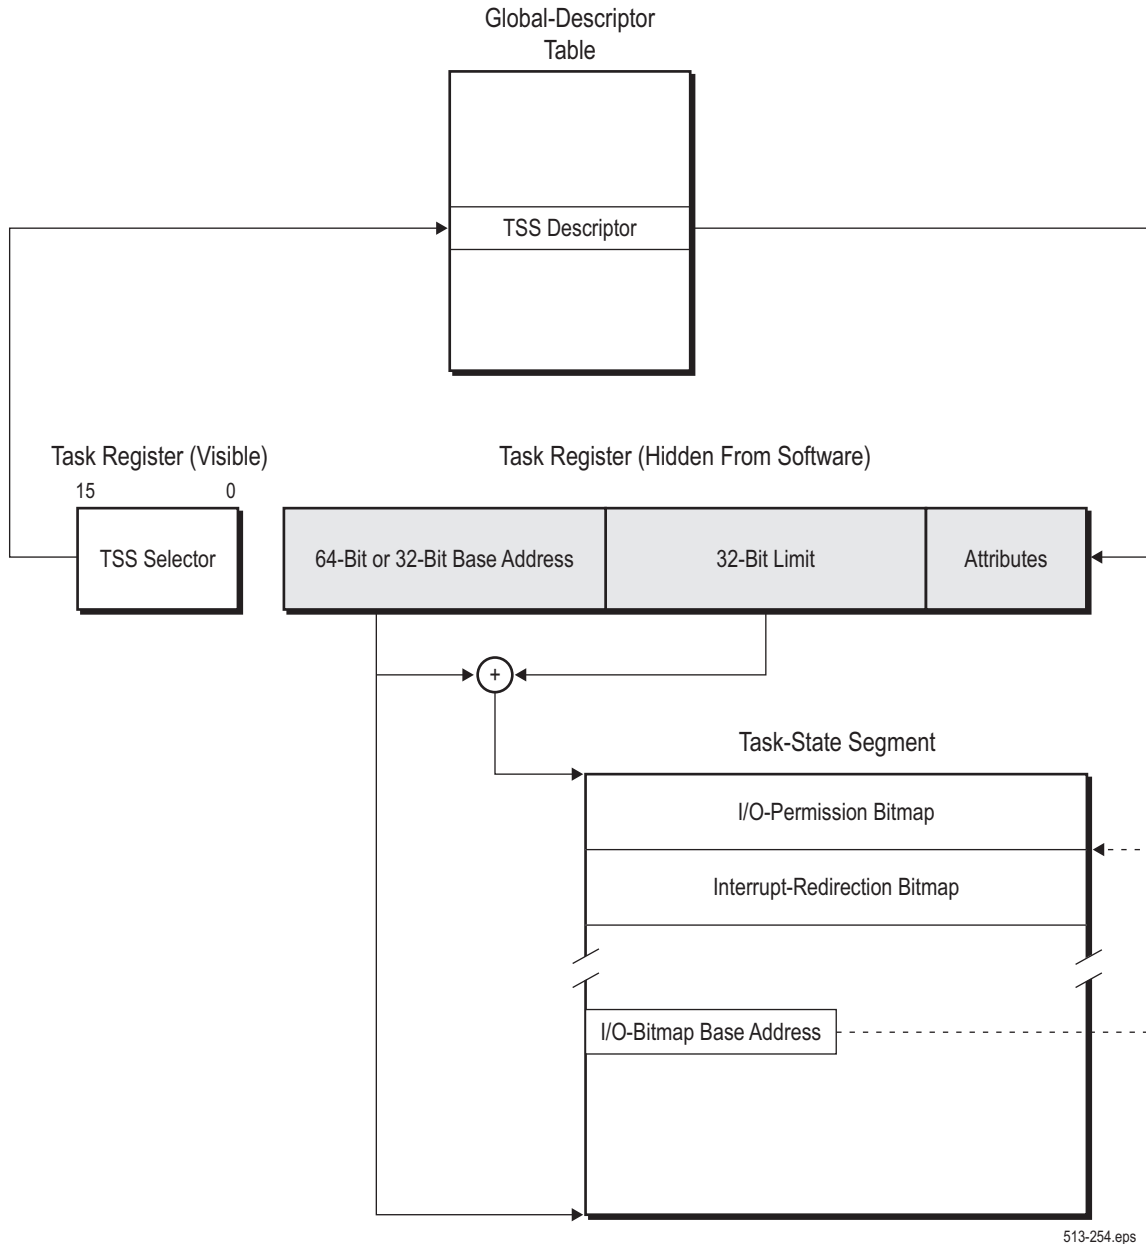 Global-Descriptor
Table
TSS Descriptor
Task Register (Visible)
Task Register (Hidden From Software)
15 0
TSS Selector
64-Bit or 32-Bit Base Address
32-Bit Limit
Attributes
+
Task-State Segment
I/O-Permission Bitmap
Interrupt-Redirection Bitmap
I/O-Bitmap Base Address
513-254.eps